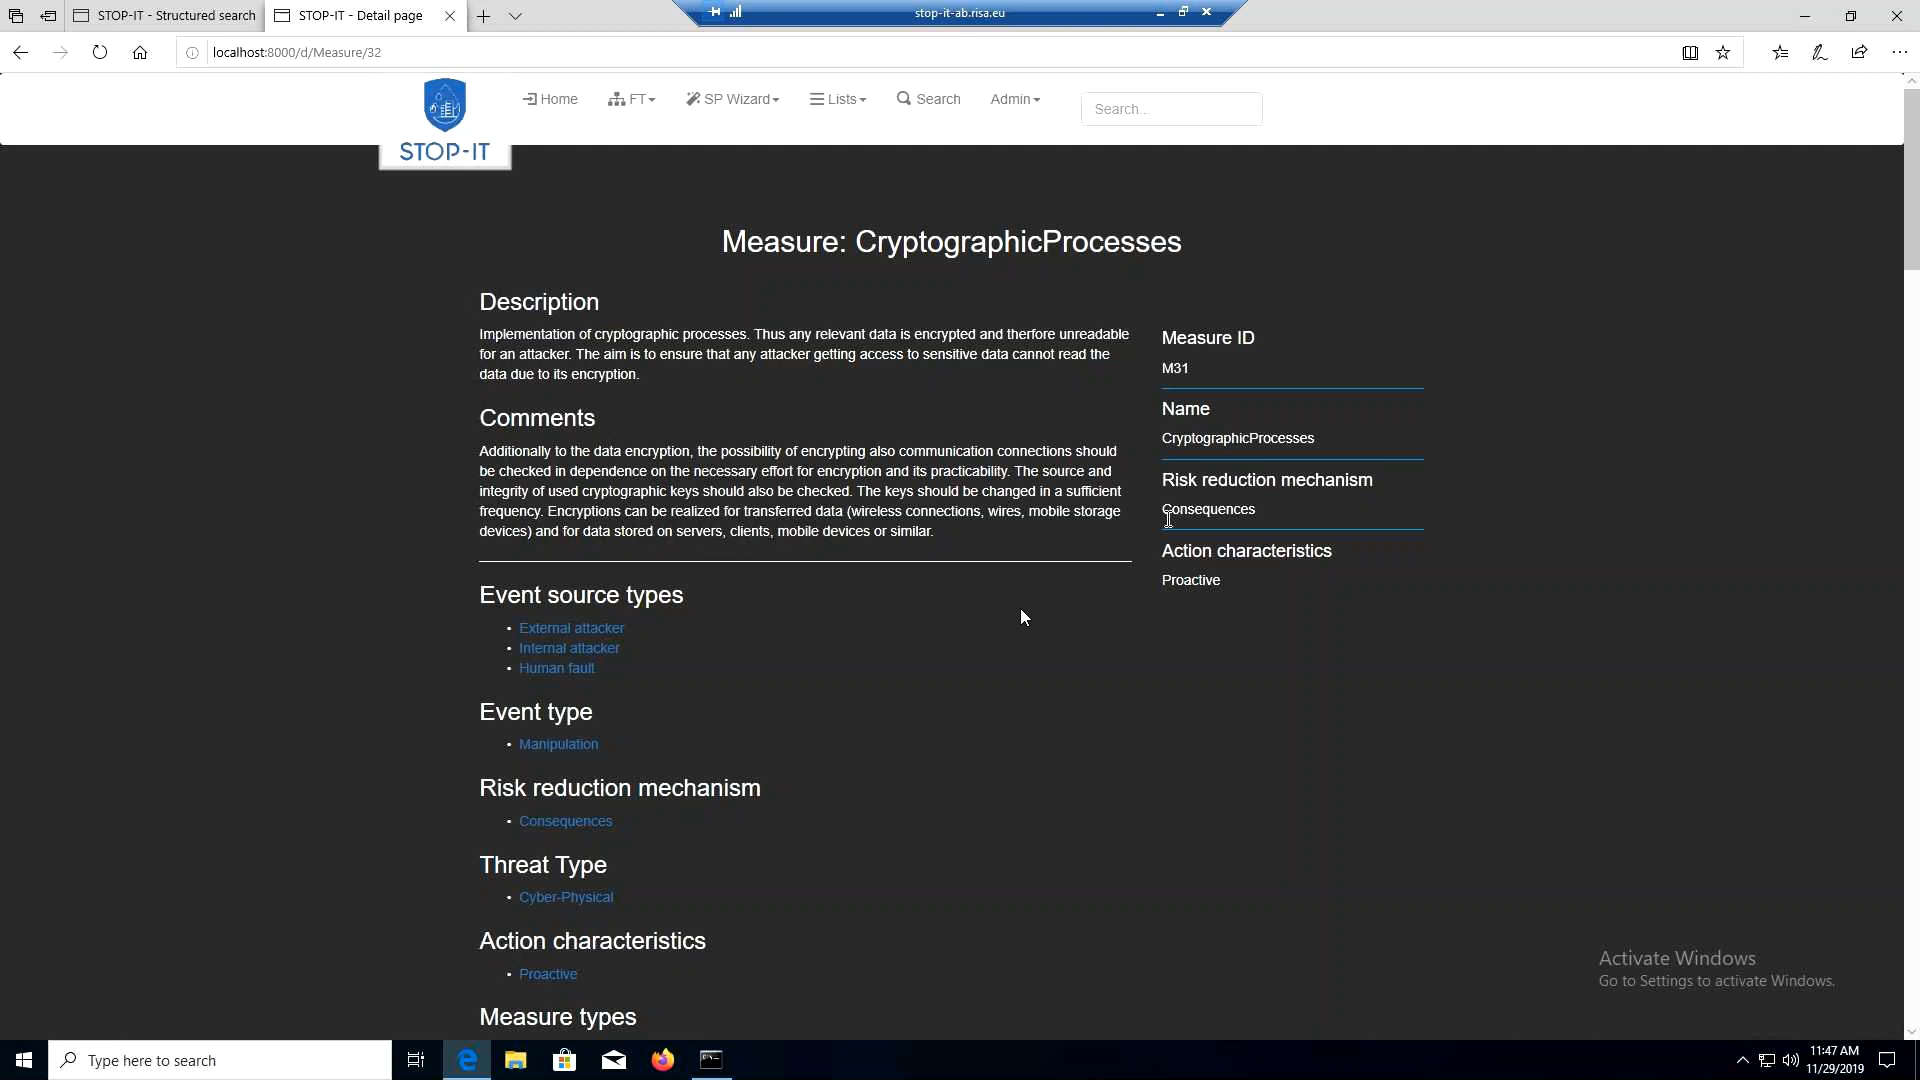 STOP-IT - Structured search
STOP-IT - Detail page
stop-it-ab.risa.eu
localhost:8000/d/Measure/32
STOP-IT
Home
FT
SP Wizard
Lists
Search
Admin
Search...
Measure: CryptographicProcesses
Description
Implementation of cryptographic processes. Thus any relevant data is encrypted and therfore unreadable
for an attacker. The aim is to ensure that any attacker getting access to sensitive data cannot read the
data due to its encryption.
Comments
Additionally to the data encryption, the possibility of encrypting also communication connections should
be checked in dependence on the necessary effort for encryption and its practicability. The source and
integrity of used cryptographic keys should also be checked. The keys should be changed in a sufficient
frequency. Encryptions can be realized for transferred data (wireless connections, wires, mobile storage
devices) and for data stored on servers, clients, mobile devices or similar.
Measure ID
M31
Name
CryptographicProcesses
Risk reduction mechanism
Consequences
Action characteristics
Proactive
Event source types
• External attacker
• Internal attacker
• Human fault
Event type
• Manipulation
Risk reduction mechanism
• Consequences
Threat Type
• Cyber-Physical
Action characteristics
• Proactive
Measure types
Activate Windows
Go to Settings to activate Windows.
Type here to search
11:47 AM
11/29/2019